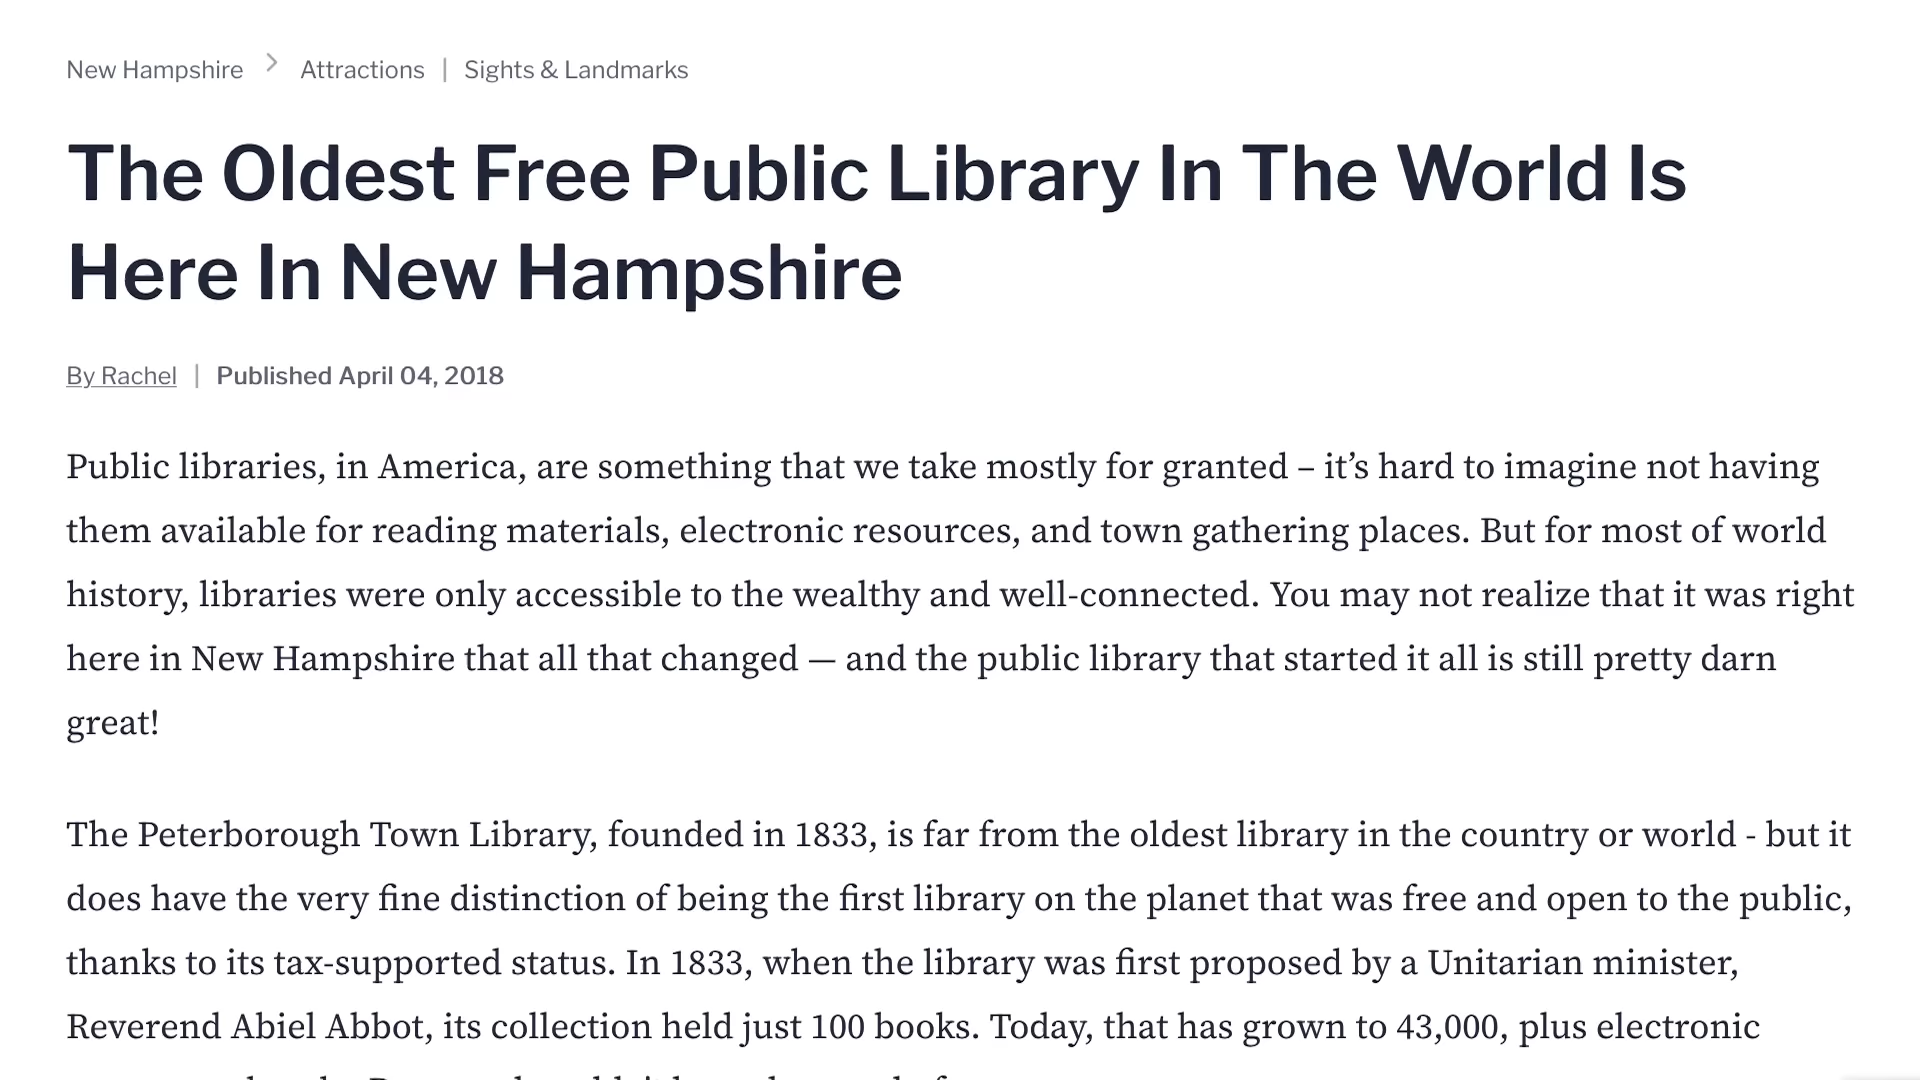 New Hampshire > Attractions | Sights & Landmarks
The Oldest Free Public Library In The World Is
Here In New Hampshire
By Rachel | Published April 04, 2018
Public libraries, in America, are something that we take mostly for granted – it’s hard to imagine not having
them available for reading materials, electronic resources, and town gathering places. But for most of world
history, libraries were only accessible to the wealthy and well-connected. You may not realize that it was right
here in New Hampshire that all that changed — and the public library that started it all is still pretty darn
great!
The Peterborough Town Library, founded in 1833, is far from the oldest library in the country or world - but it
does have the very fine distinction of being the first library on the planet that was free and open to the public,
thanks to its tax-supported status. In 1833, when the library was first proposed by a Unitarian minister,
Reverend Abiel Abbot, its collection held just 100 books. Today, that has grown to 43,000, plus electronic